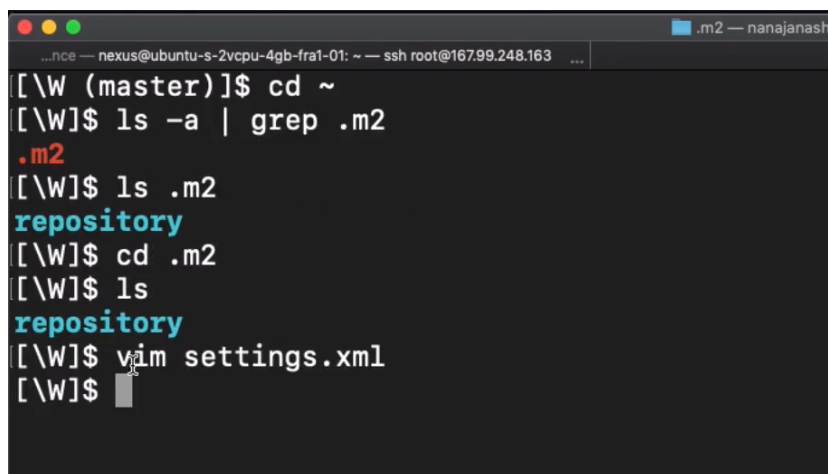 .m2 — nanajanash
...nce — nexus@ubuntu-s-2vcpu-4gb-fra1-01: ~ — ssh root@167.99.248.163 ...
[\W (master)]$ cd ~
[\W]$ ls -a | grep .m2
.m2
[\W]$ ls .m2
repository
[\W]$ cd .m2
[\W]$ ls
repository
[\W]$ vim settings.xml
[\W]$